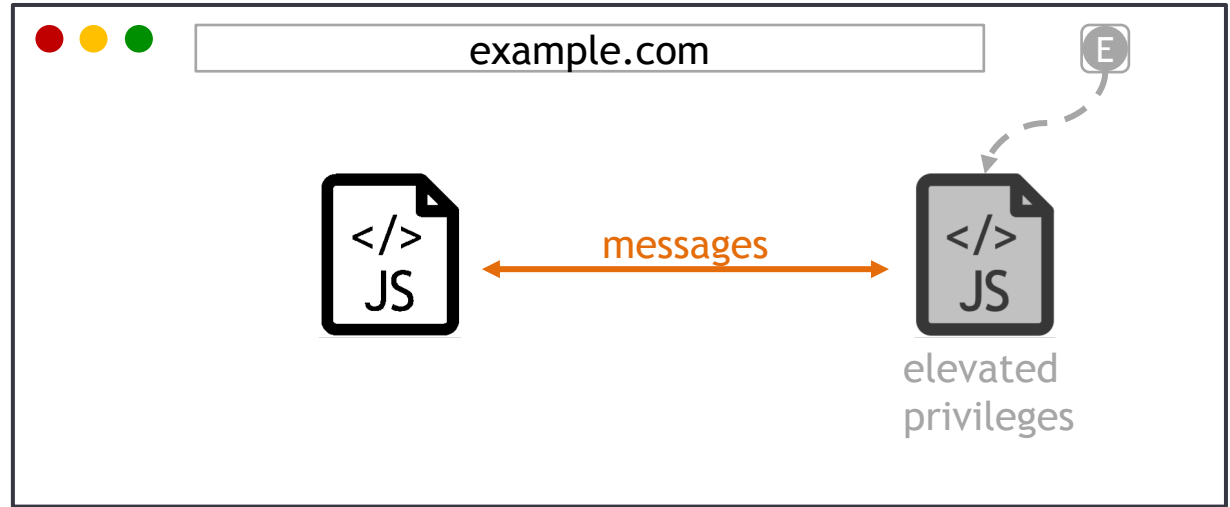 example.com
E
messages
</>
JS
</>
JS
elevated
privileges